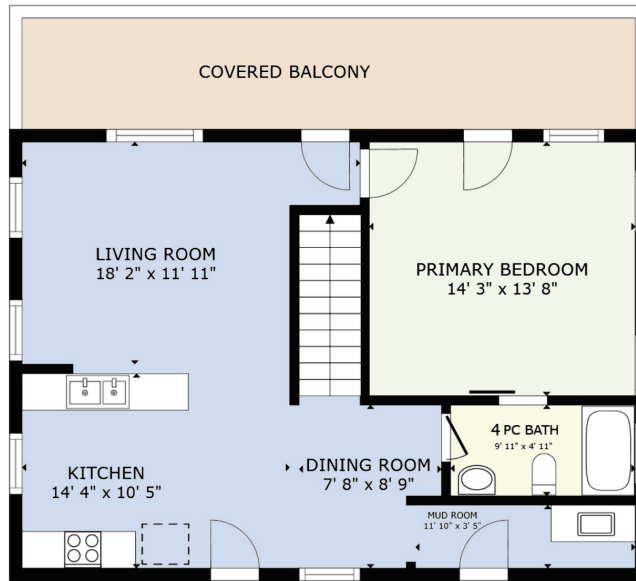 COVERED BALCONY
LIVING ROOM
18' 2" x 11' 11"
PRIMARY BEDROOM
14' 3" x 13' 8"
4 PC BATH
9' 11" x 4' 11"
KITCHEN
14' 4" x 10' 5"
DINING ROOM
7' 8" x 8' 9"
MUD ROOM
11' 10" x 3' 5"